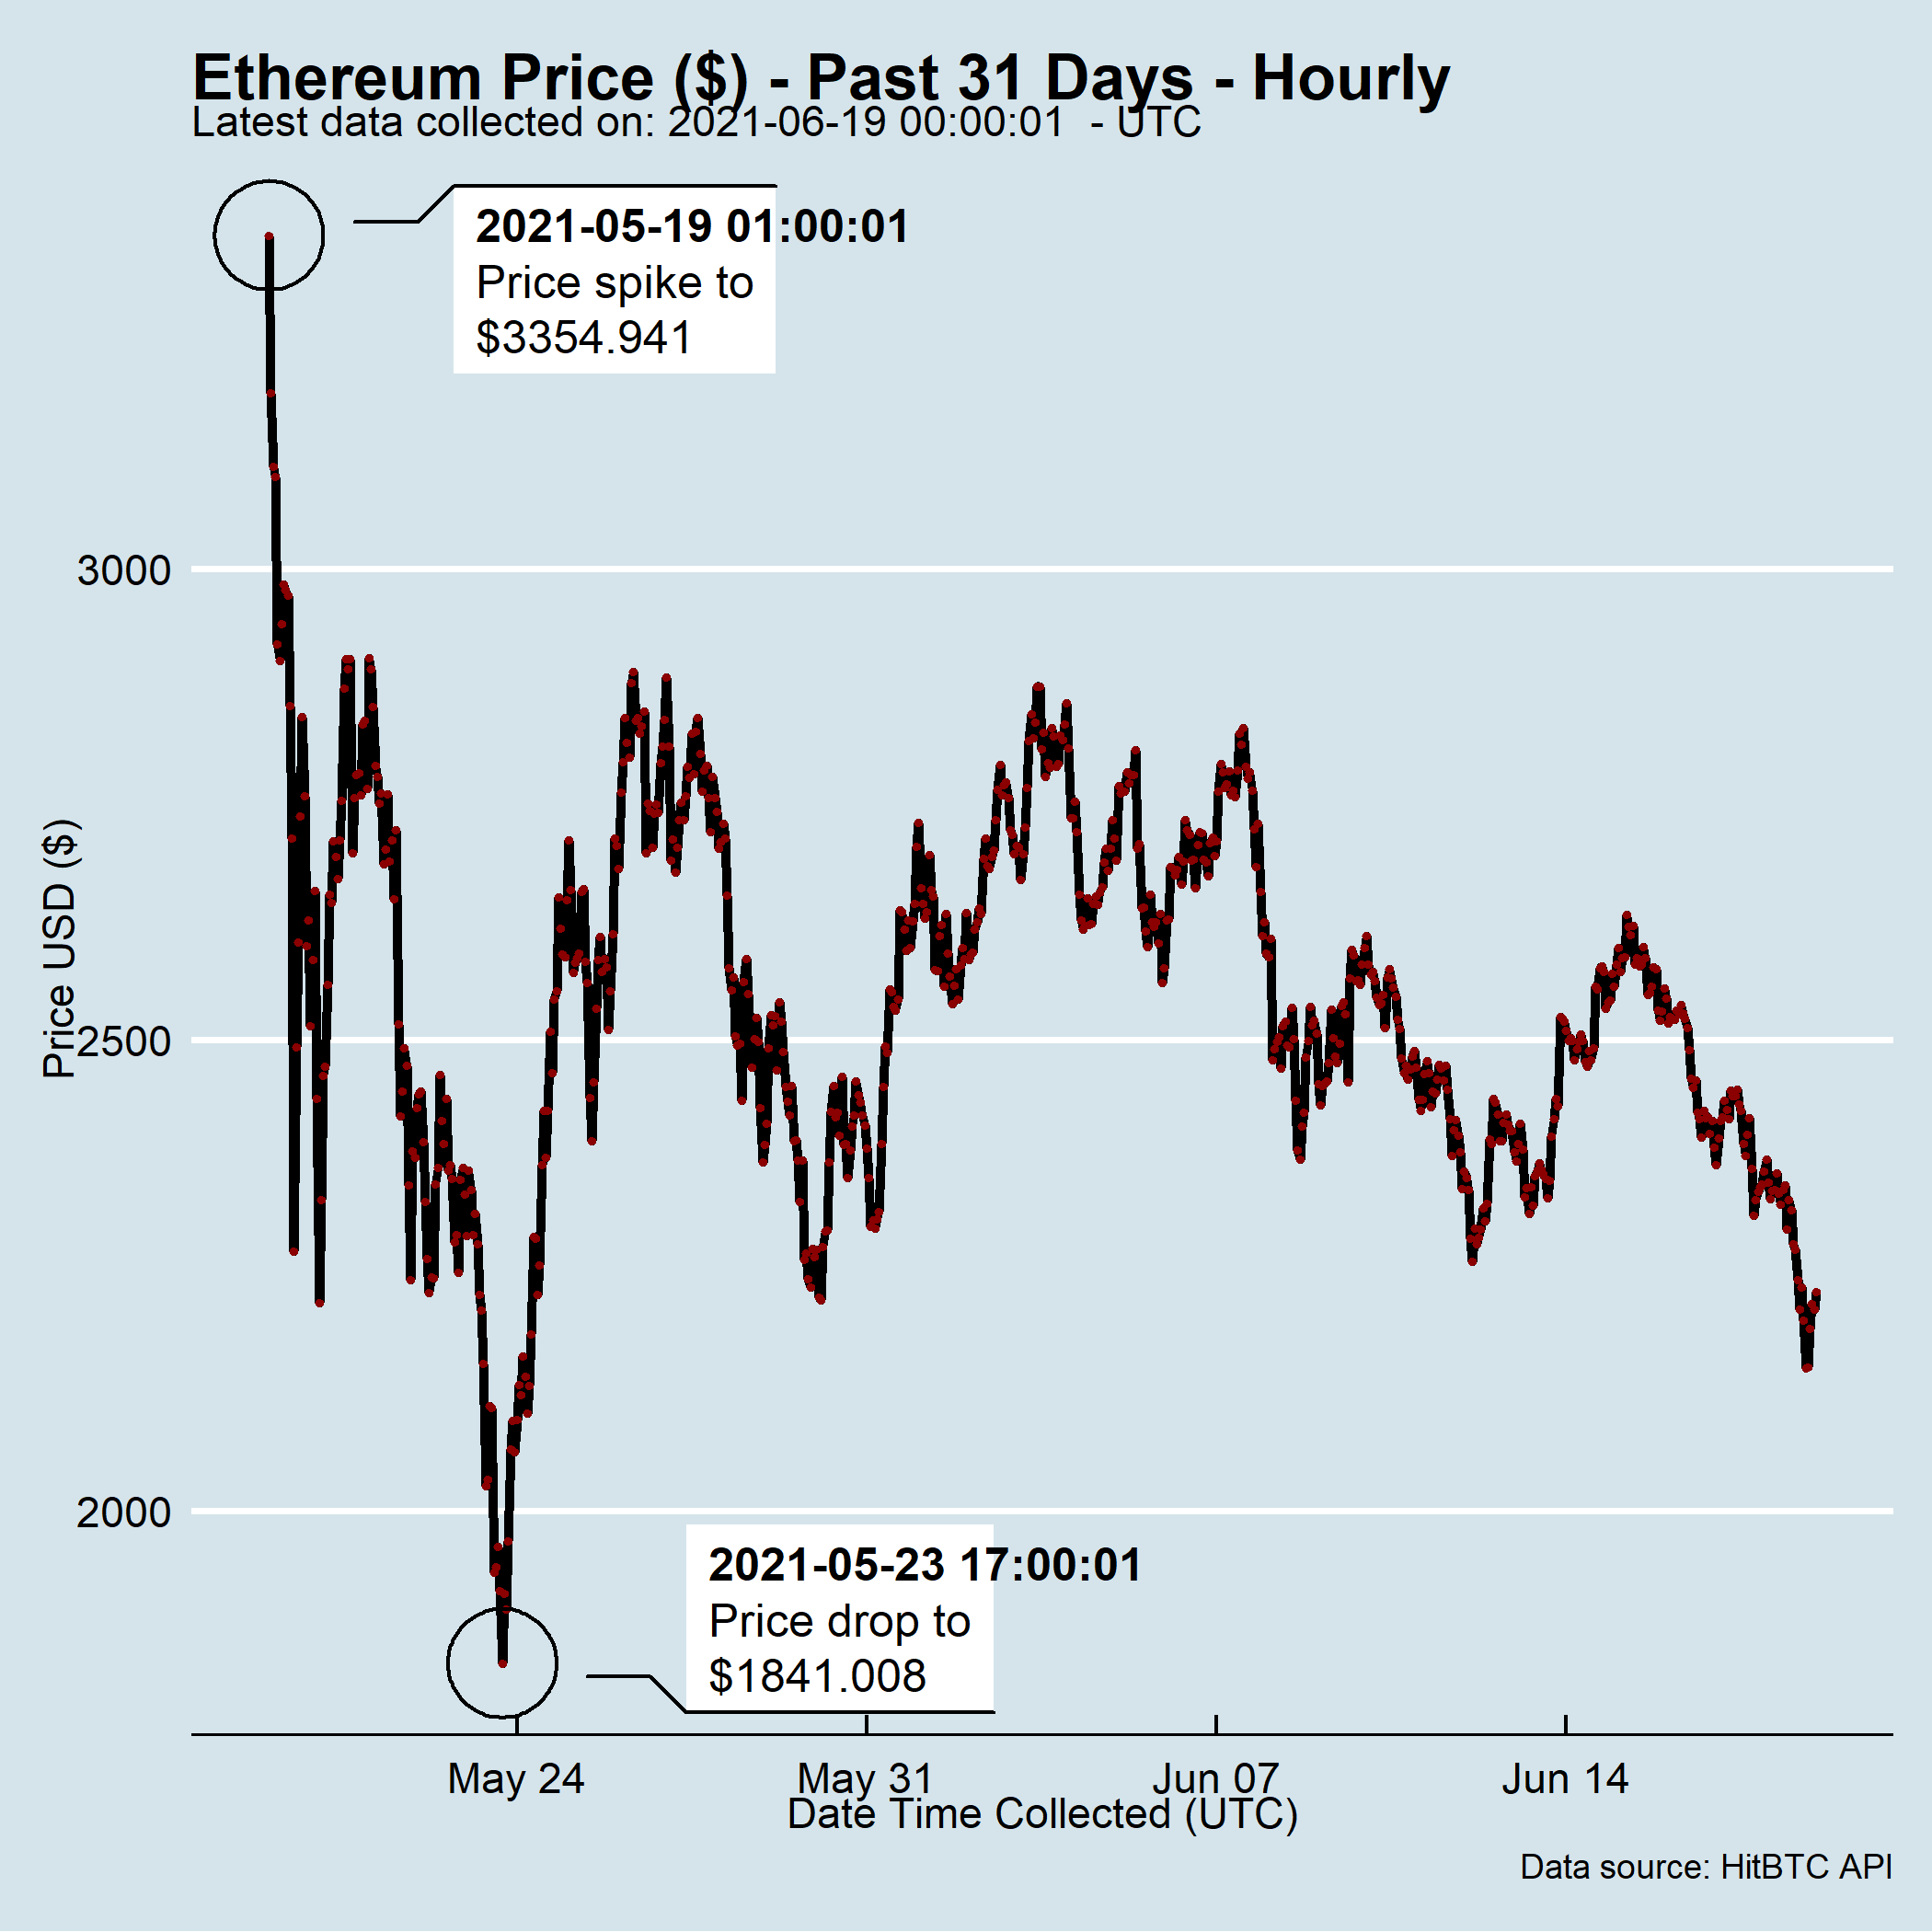 Ethereum Price ($) - Past 31 Days - Hourly
Latest data collected on: 2021-06-19 00:00:01  - UTC
2021-05-19 01:00:01
Price spike to
$3354.941
3000
2500
2000
Price USD ($)
2021-05-23 17:00:01
Price drop to
$1841.008
May 24 May 31 Jun 07 Jun 14
Date Time Collected (UTC)
Data source: HitBTC API